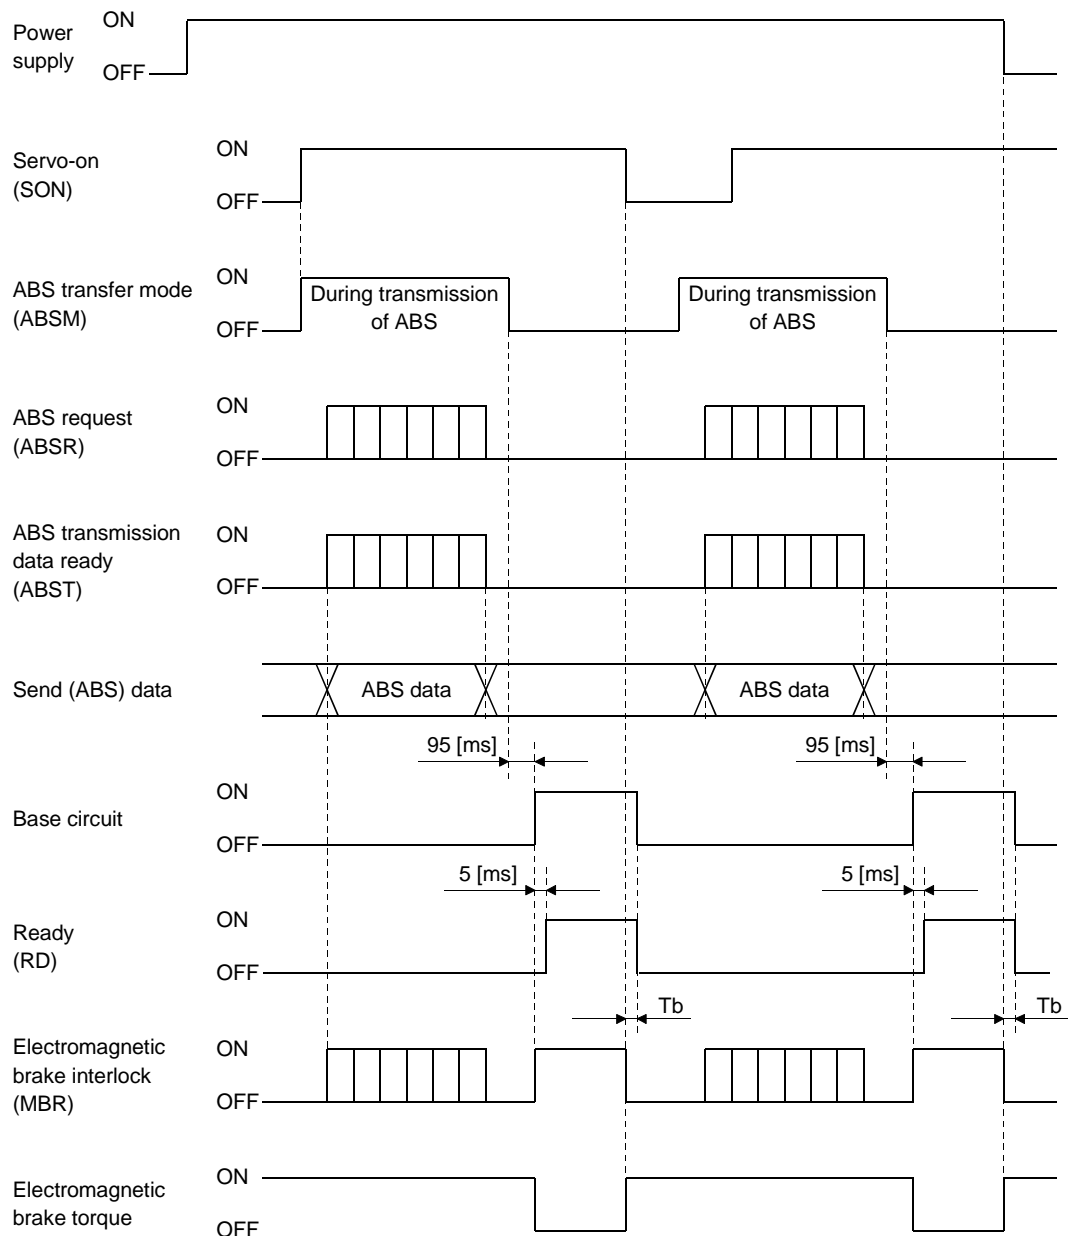 Power
supply
ON
OFF
Servo-on
(SON)
ON
OFF
ABS transfer mode
(ABSM)
ON
OFF
During transmission
of ABS
During transmission
of ABS
ABS request
(ABSR)
ON
OFF
ABS transmission
data ready
(ABST)
ON
OFF
Send (ABS) data
ABS data
ABS data
95 [ms]
95 [ms]
Base circuit
ON
OFF
5 [ms]
5 [ms]
Ready
(RD)
ON
OFF
Tb
Tb
Electromagnetic
brake interlock
(MBR)
ON
OFF
Electromagnetic
brake torque
ON
OFF